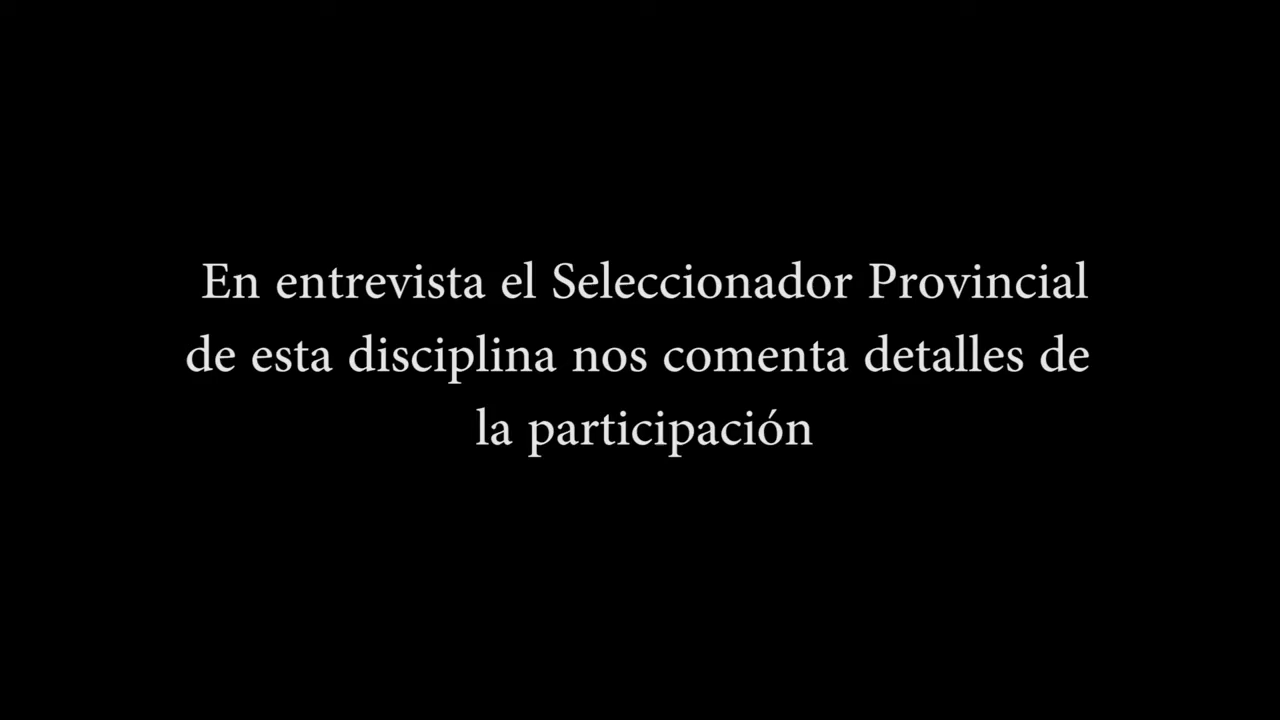 En entrevista el Seleccionador Provincial
de esta disciplina nos comenta detalles de
la participación